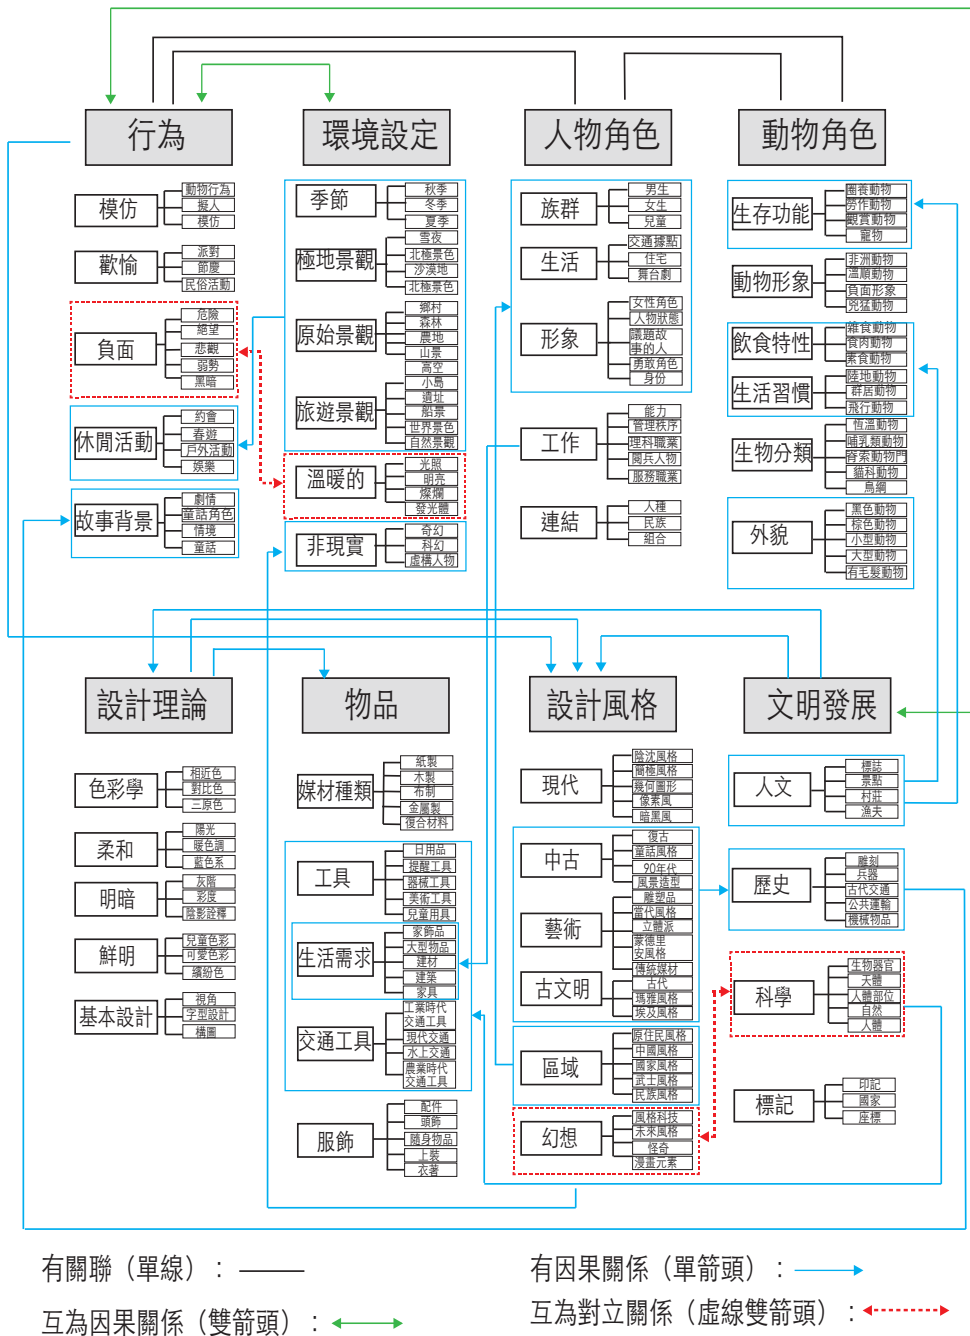 行為
環境設定
人物角色
動物角色
模仿
動物行為
擬人
模仿
歡愉
派對
節慶
民俗活動
負面
危險
絕望
悲觀
弱勢
黑暗
休閒活動
約會
春遊
戶外活動
娛樂
故事背景
劇情
童話角色
情境
童話
季節
秋季
冬季
夏季
極地景觀
雪夜
北極景色
沙漠地
北極景色
原始景觀
鄉村
森林
農地
山景
高空
旅遊景觀
小島
遺址
船景
世界景色
自然景觀
溫暖的
光照
明亮
燦爛
發光體
非現實
奇幻
科幻
虛構人物
族群
男生
女生
兒童
生活
交通據點
住宅
舞台劇
形象
女性角色
人物狀態
議題故
事的人
勇敢角色
身份
工作
能力
管理秩序
理科職業
閱兵人物
服務職業
連結
人種
民族
組合
生存功能
圈養動物
勞作動物
觀賞動物
寵物
動物形象
非洲動物
溫順動物
負面形象
兇猛動物
飲食特性
雜食動物
食肉動物
素食動物
生活習慣
陸地動物
群居動物
飛行動物
生物分類
恆溫動物
哺乳類動物
脊索動物門
貓科動物
鳥綱
外貌
黑色動物
棕色動物
小型動物
大型動物
有毛髮動物
設計理論
物品
設計風格
文明發展
色彩學
相近色
對比色
三原色
柔和
陽光
暖色調
藍色系
明暗
灰階
彩度
陰影詮釋
鮮明
兒童色彩
可愛色彩
繽紛色
基本設計
視角
字型設計
構圖
媒材種類
紙製
木製
布制
金屬製
復合材料
工具
日用品
提醒工具
器械工具
美術工具
兒童用具
生活需求
家飾品
大型物品
建材
建築
家具
交通工具
工業時代
交通工具
現代交通
水上交通
農業時代
交通工具
服飾
配件
頭飾
隨身物品
上裝
衣著
現代
陰沈風格
簡極風格
幾何圖形
像素風
暗黑風
中古
復古
童話風格
90年代
風景造型
藝術
雕塑品
當代風格
立體派
蒙德里
安風格
傳統媒材
古文明
古代
瑪雅風格
埃及風格
區域
原住民風格
中國風格
國家風格
武士風格
民族風格
幻想
風格科技
未來風格
怪奇
漫畫元素
人文
標誌
景點
村莊
漁夫
歷史
雕刻
兵器
古代交通
公共運輸
機械物品
科學
生物器官
天體
人體部位
自然
人體
標記
印記
國家
座標
有關聯（單線）：
有因果關係（單箭頭）：
互為因果關係（雙箭頭）：
互為對立關係（虛線雙箭頭）：